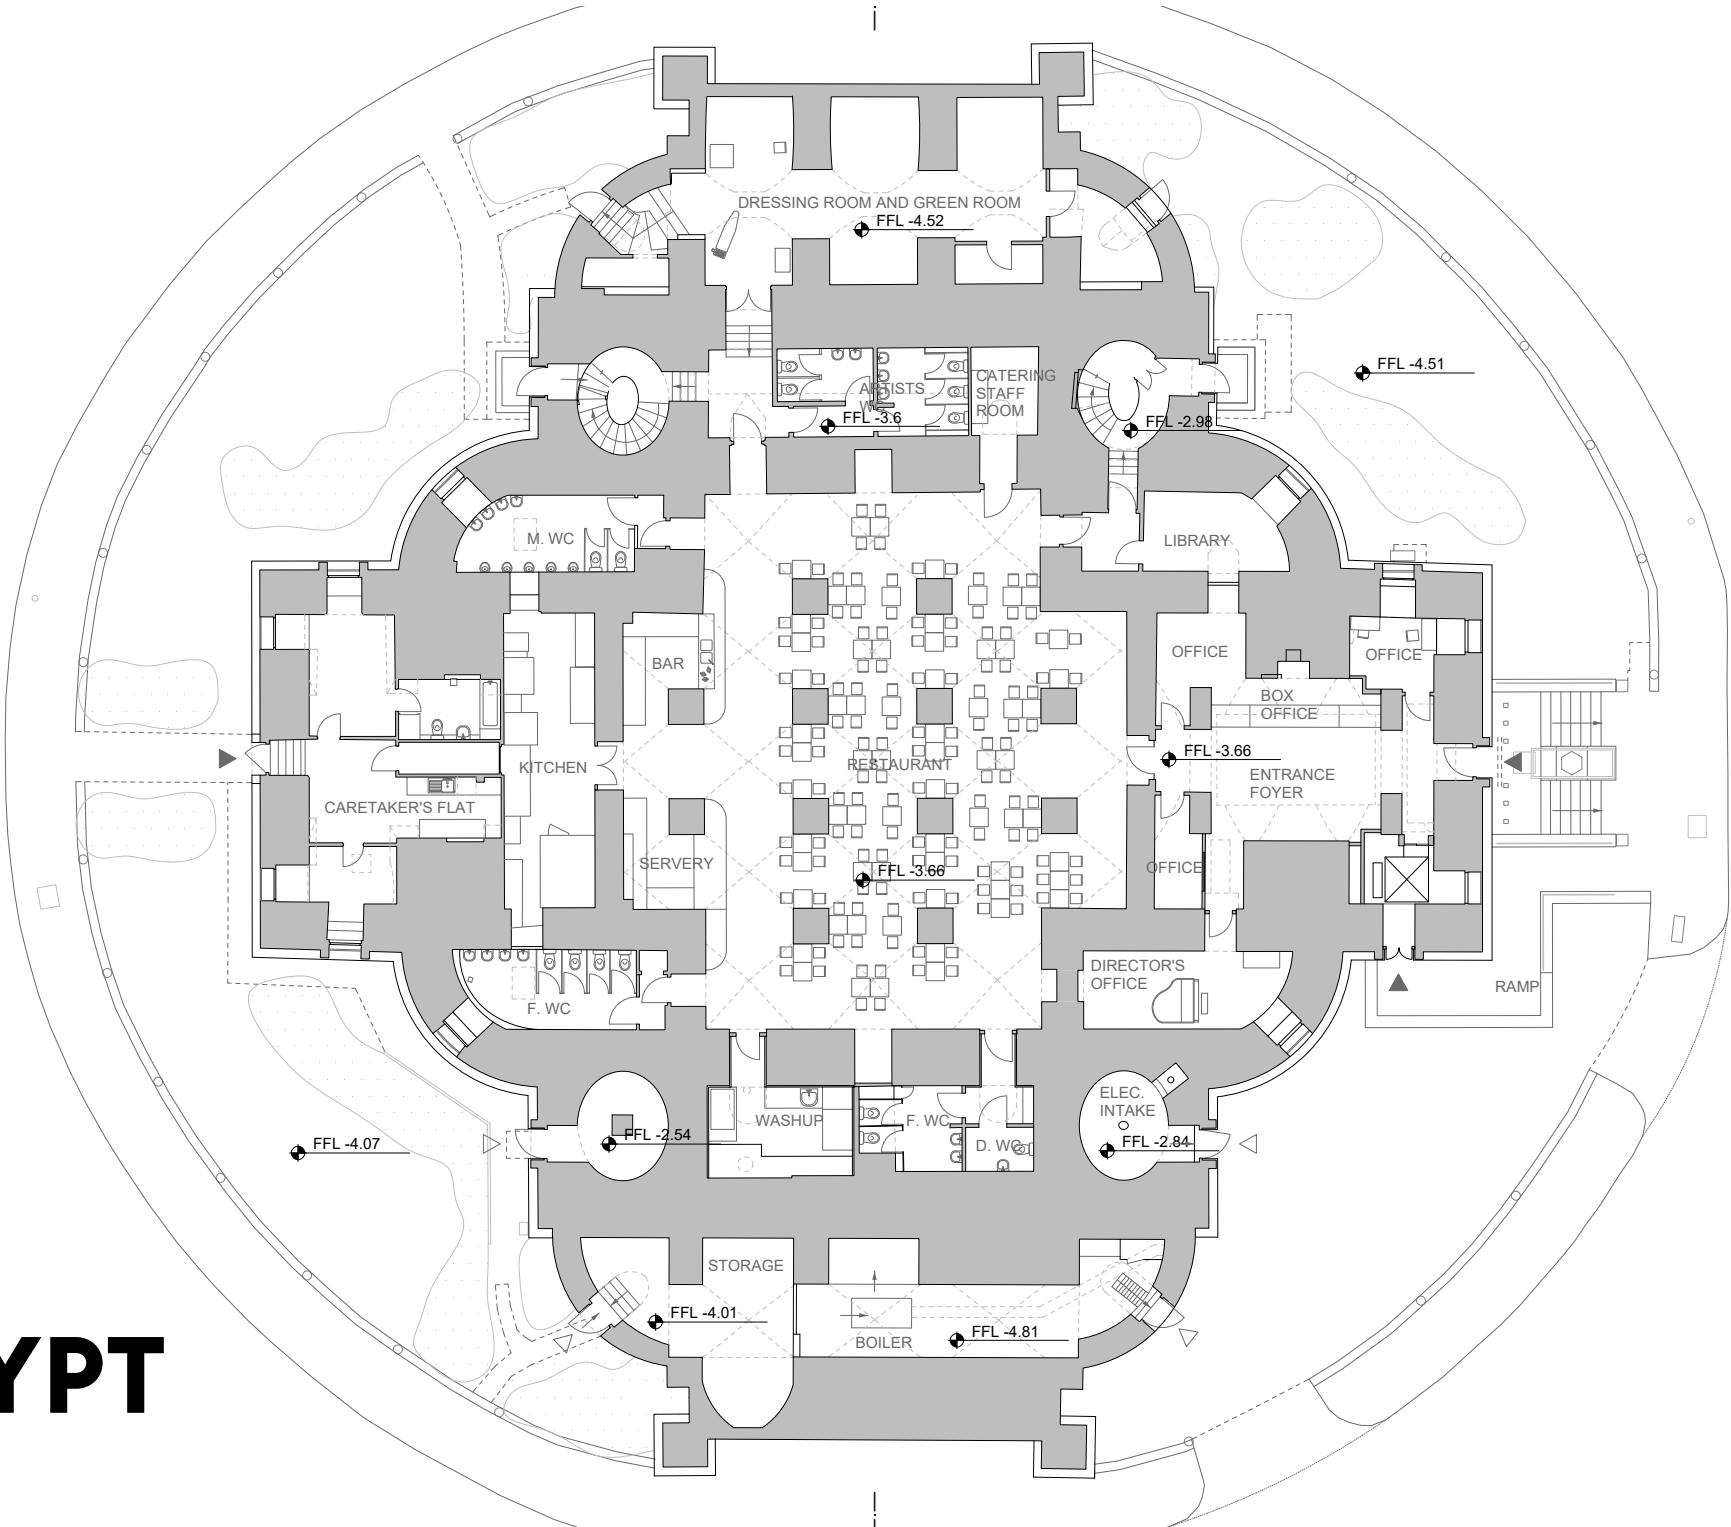 DRESSING ROOM AND GREEN ROOM
FFL -4.52
FFL -4.51
CATERING
STAFF
ROOM
ARTISTS
FFL -3.6
FFL -2.98
M. WC
LIBRARY
OFFICE
OFFICE
BAR
BOX
OFFICE
FFL -3.66
KITCHEN
RESTAURANT
ENTRANCE
FOYER
CARETAKER'S FLAT
SERVERY
FFL -3.66
OFFICE
DIRECTOR'S
OFFICE
RAMP
F. WC
ELEC.
INTAKE
WASHUP
F. WC
FFL -4.07
FFL -2.54
D. WC
FFL -2.84
STORAGE
FFL -4.01
FFL -4.81
BOILER
YPT